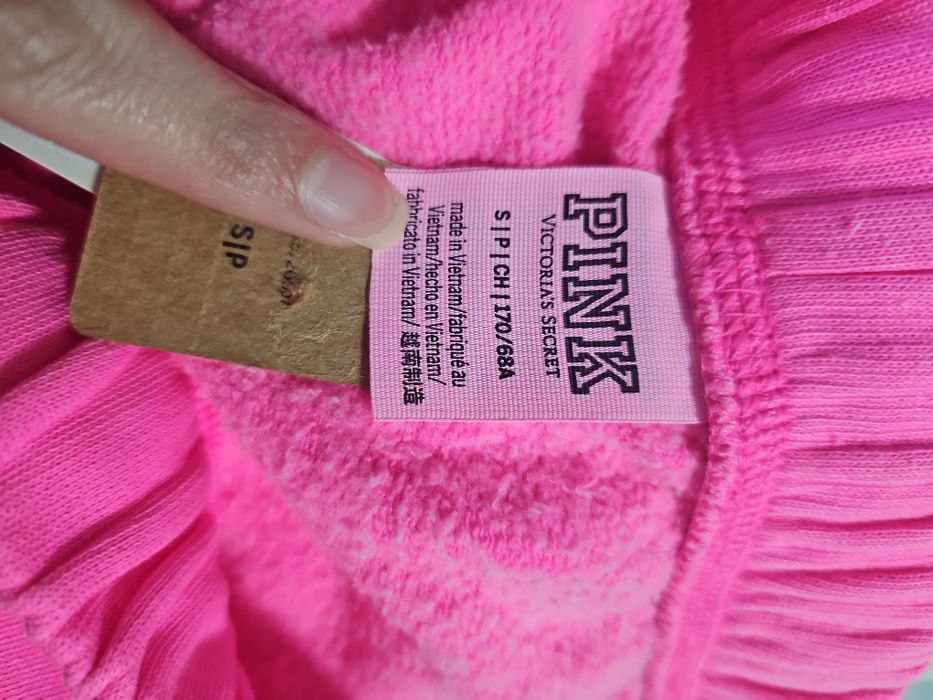 PINK
VICTORIA'S SECRET
S | P | CH | 170/68A
made in Vietnam/fabriqué au
Vietnam/hecho en Vietnam/
fabbricato in Vietnam/ 越南制造
S|P